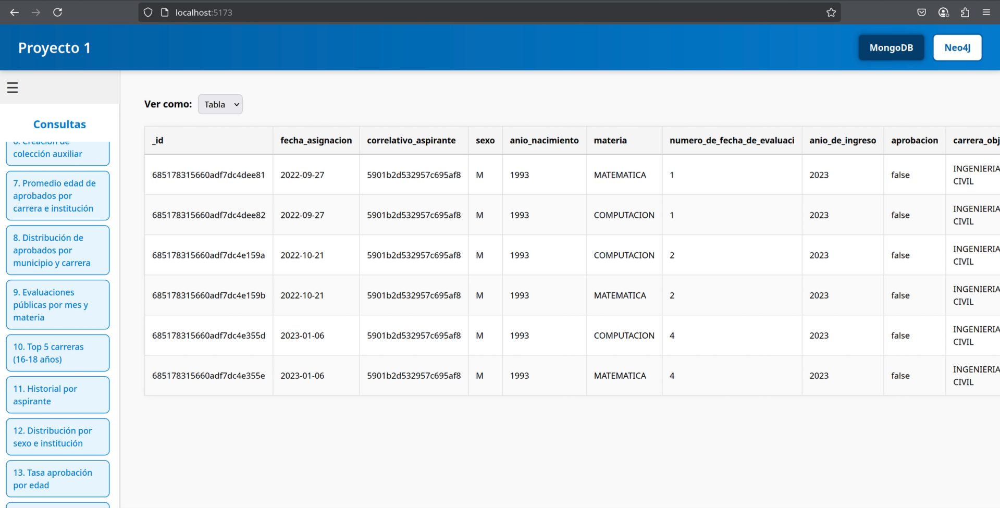 localhost:5173
Proyecto 1
MongoDB
Neo4J
Consultas
6. Creación de
colección auxiliar
7. Promedio edad de
aprobados por
carrera e institución
8. Distribución de
aprobados por
municipio y carrera
9. Evaluaciones
públicas por mes y
materia
10. Top 5 carreras
(16-18 años)
11. Historial por
aspirante
12. Distribución por
sexo e institución
13. Tasa aprobación
por edad
Ver como: Tabla
_id fecha_asignacion correlativo_aspirante sexo anio_nacimiento materia numero_de_fecha_de_evaluaci anio_de_ingreso aprobacion carrera_obj
685178315660adf7dc4dee81 2022-09-27 5901b2d532957c695af8 M 1993 MATEMATICA 1 2023 false INGENIERIA
CIVIL
685178315660adf7dc4dee82 2022-09-27 5901b2d532957c695af8 M 1993 COMPUTACION 1 2023 false INGENIERIA
CIVIL
685178315660adf7dc4e159a 2022-10-21 5901b2d532957c695af8 M 1993 COMPUTACION 2 2023 false INGENIERIA
CIVIL
685178315660adf7dc4e159b 2022-10-21 5901b2d532957c695af8 M 1993 MATEMATICA 2 2023 false INGENIERIA
CIVIL
685178315660adf7dc4e355d 2023-01-06 5901b2d532957c695af8 M 1993 COMPUTACION 4 2023 false INGENIERIA
CIVIL
685178315660adf7dc4e355e 2023-01-06 5901b2d532957c695af8 M 1993 MATEMATICA 4 2023 false INGENIERIA
CIVIL